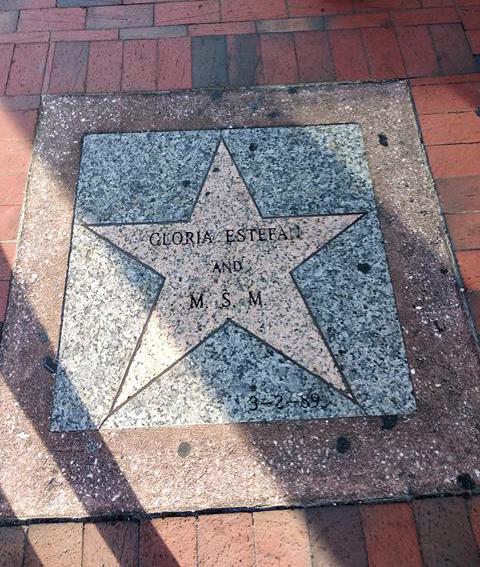 GLORIA ESTEFAN
AND
M S M
3-2-89